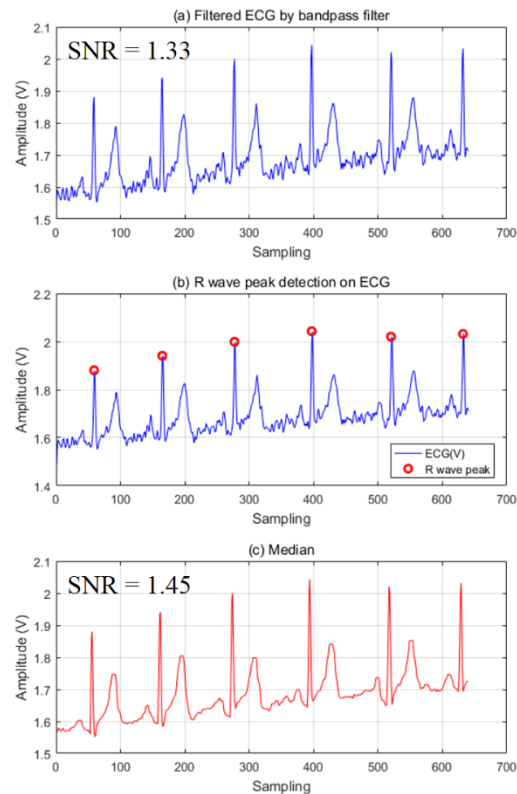 (a) Filtered ECG by bandpass filter
SNR = 1.33
2.1
2
1.9
1.8
1.7
1.6
1.5
Amplitude (V)
0 100 200 300 400 500 600 700
Sampling
(b) R wave peak detection on ECG
2.2
2
1.8
1.6
1.4
Amplitude (V)
ECG(V)
R wave peak
0 100 200 300 400 500 600 700
Sampling
(c) Median
SNR = 1.45
2.1
2
1.9
1.8
1.7
1.6
1.5
Amplitude (V)
0 100 200 300 400 500 600 700
Sampling